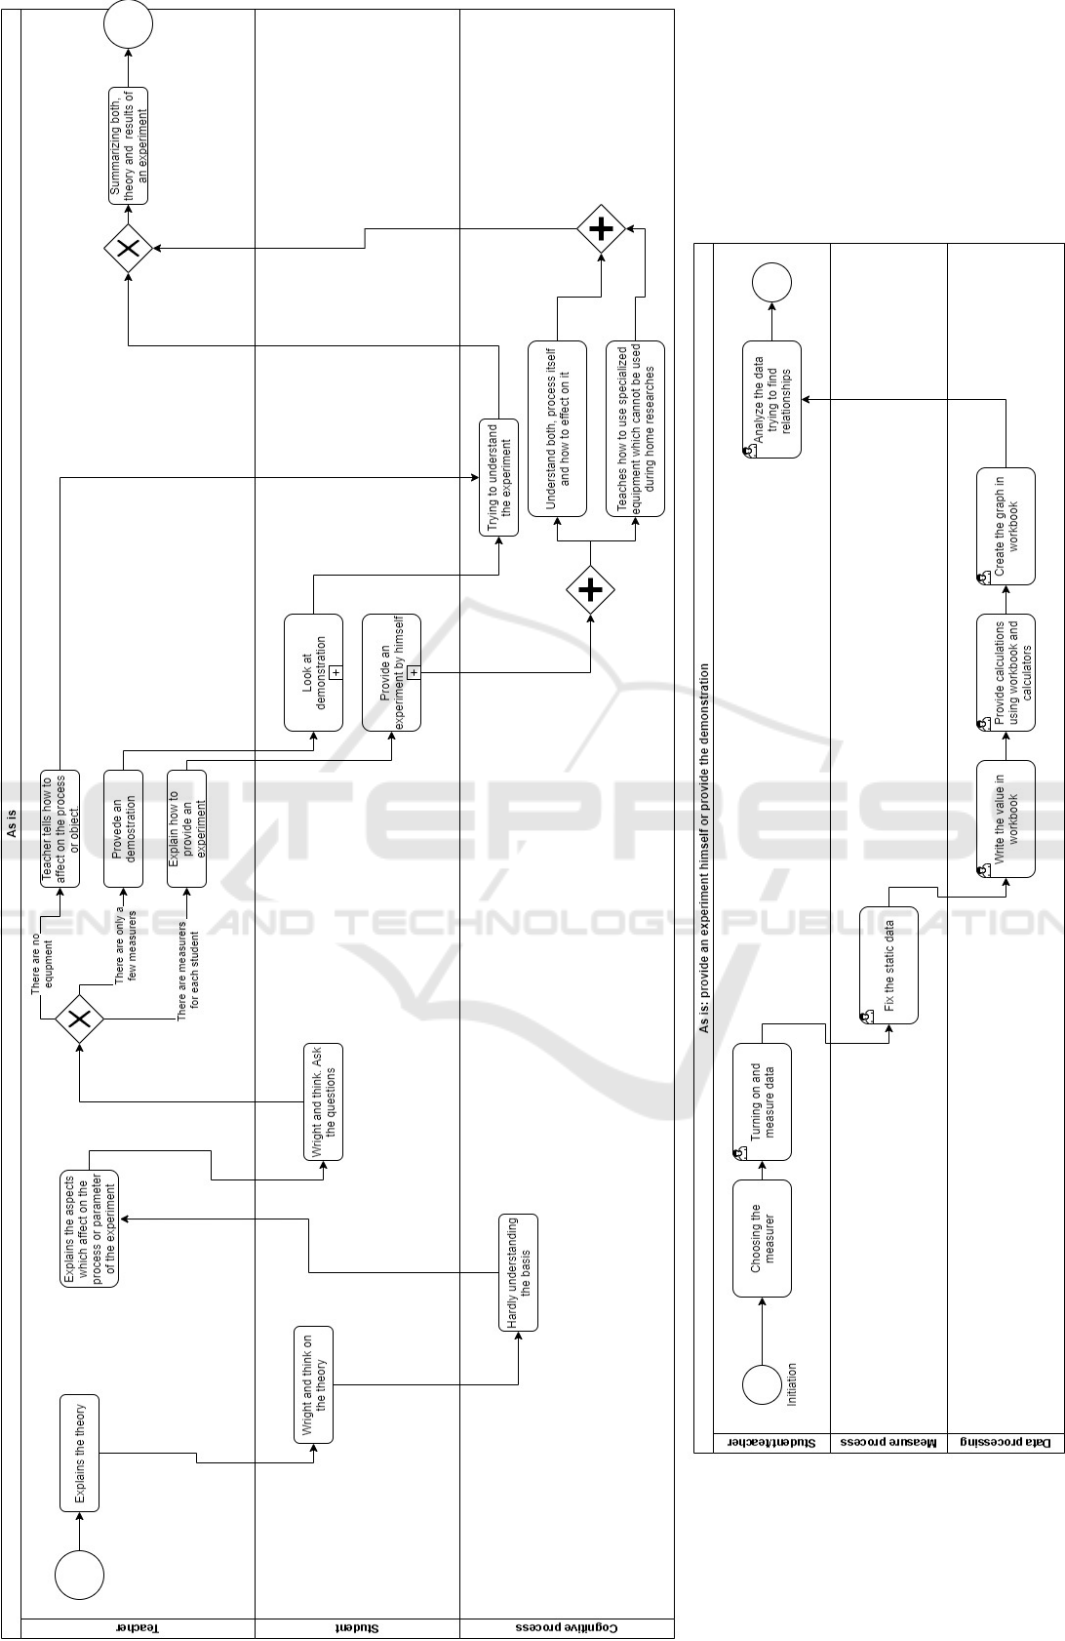 As is
Teacher
Student
Cognitive process
Explains the theory
Wright and think on
the theory
Hardly understanding
the basis
Explains the aspects
which affect on the
process or parameter
of the experiment
Wright and think. Ask
the questions
There are no
equpment
There are only a
few measurers
There are measurers
for each student
Teacher tells how to
affect on the process
or object.
Provede an
demostration
Explain how to
provide an
experiment
Look at
demonstration
Provide an
experiment by himself
Trying to understand
the experiment
Understand both, process itself
and how to effect on it
Teaches how to use specialized
equipment which cannot be used
during home researches
Summarizing both,
theory and results of
an experiment
As is: provide an experiment himself or provide the demonstration
Student/teacher
Measure process
Data processing
Initiation
Choosing the
measurer
Turning on and
measure data
Fix the static data
Write the value in
workbook
Provide calculations
using workbook and
calculators
Create the graph in
workbook
Analyze the data
trying to find
relationships
SCITEPRESS
SCIENCE AND TECHNOLOGY PUBLICATIONS